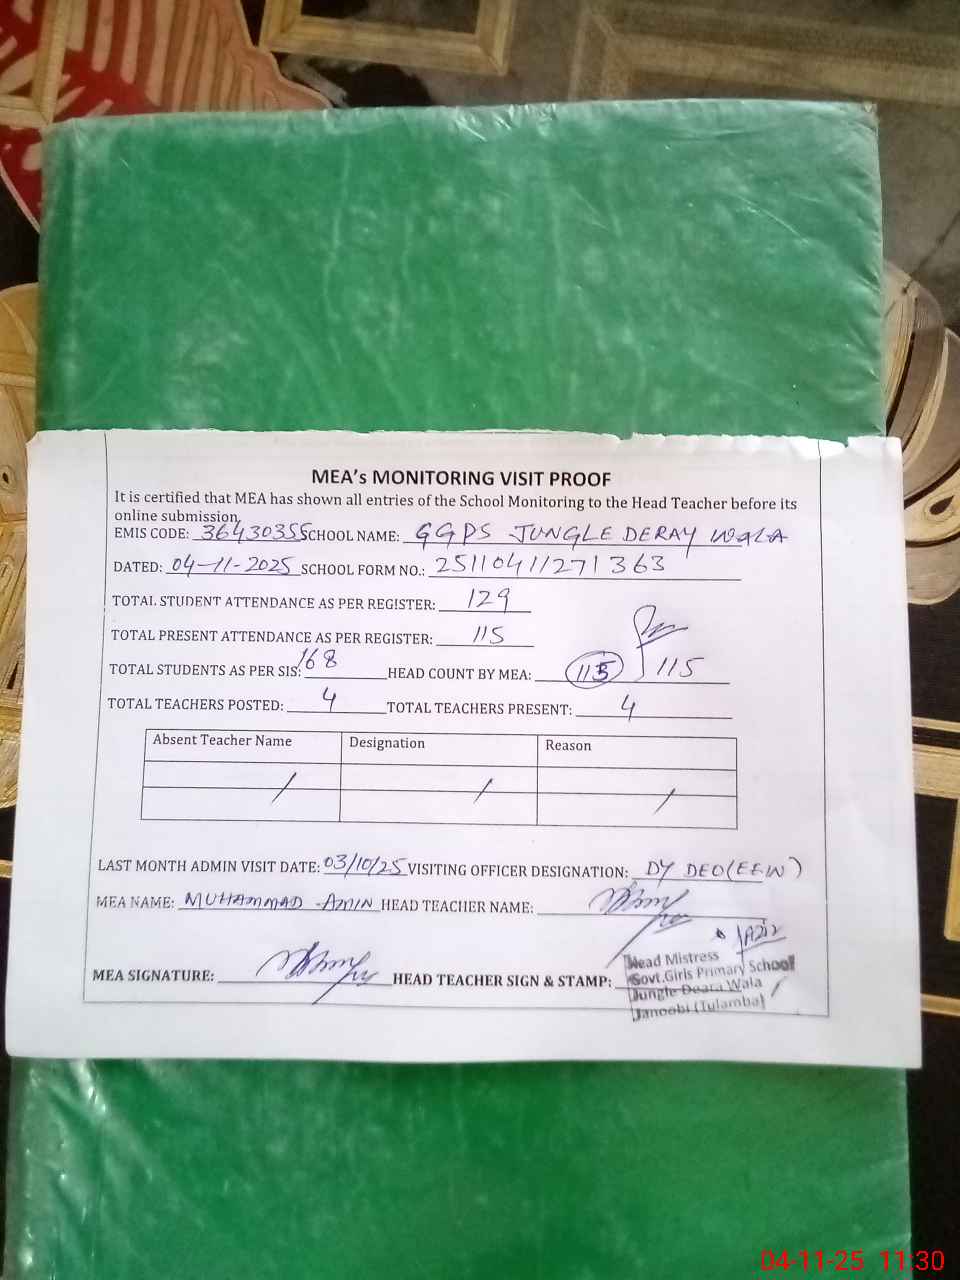 MEA's MONITORING VISIT PROOF
It is certified that MEA has shown all entries of the School Monitoring to the Head Teacher before its
online submission.
EMIS CODE: 36430355 SCHOOL NAME: GGPS JUNGLE DERAY WALA
DATED: 04-11-2025 SCHOOL FORM NO.: 25110411271363
TOTAL STUDENT ATTENDANCE AS PER REGISTER: 129
TOTAL PRESENT ATTENDANCE AS PER REGISTER: 115
TOTAL STUDENTS AS PER SIS: 168 HEAD COUNT BY MEA: 115 115
TOTAL TEACHERS POSTED: 4 TOTAL TEACHERS PRESENT: 4
Absent Teacher Name Designation Reason
/ / /
LAST MONTH ADMIN VISIT DATE: 03/10/25 VISITING OFFICER DESIGNATION: DY DEO (EE-W)
MEA NAME: MUHAMMAD AMIN HEAD TEACHER NAME:
MEA SIGNATURE: HEAD TEACHER SIGN & STAMP:
Head Mistress
Govt.Girls Primary School
Jungle Deara Wala
Janoobi (Tulamba)
04-11-25 11:30